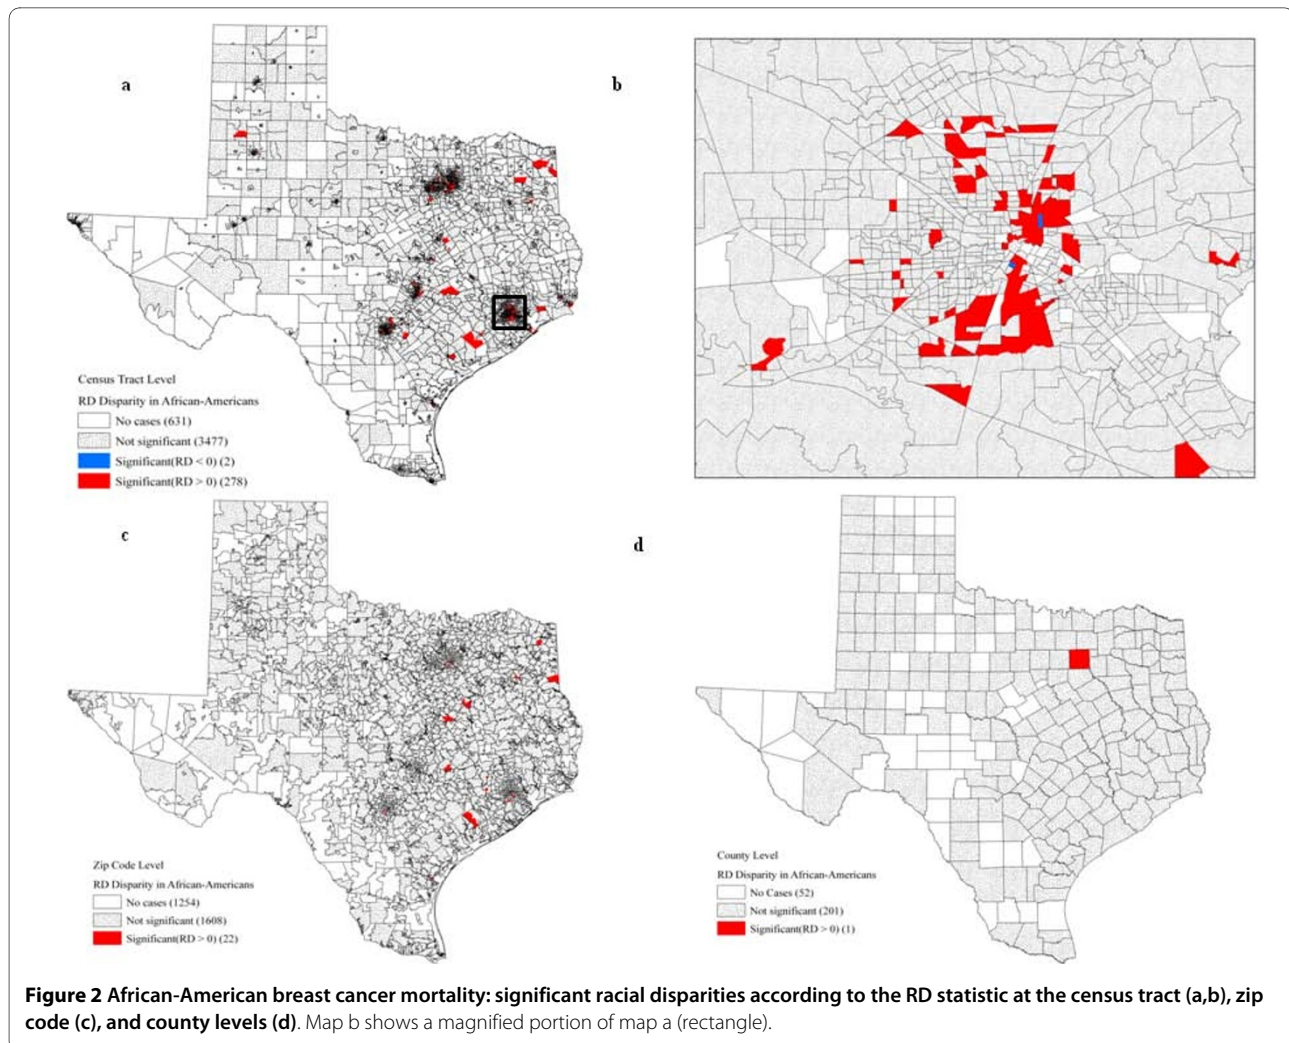 a
b
Census Tract Level
RD Disparity in African-Americans
No cases (631)
Not significant (3477)
Significant(RD < 0) (2)
Significant(RD > 0) (278)
c
d
Zip Code Level
RD Disparity in African-Americans
No cases (1254)
Not significant (1608)
Significant(RD > 0) (22)
County Level
RD Disparity in African-Americans
No Cases (52)
Not significant (201)
Significant(RD > 0) (1)
Figure 2 African-American breast cancer mortality: significant racial disparities according to the RD statistic at the census tract (a,b), zip
code (c), and county levels (d). Map b shows a magnified portion of map a (rectangle).